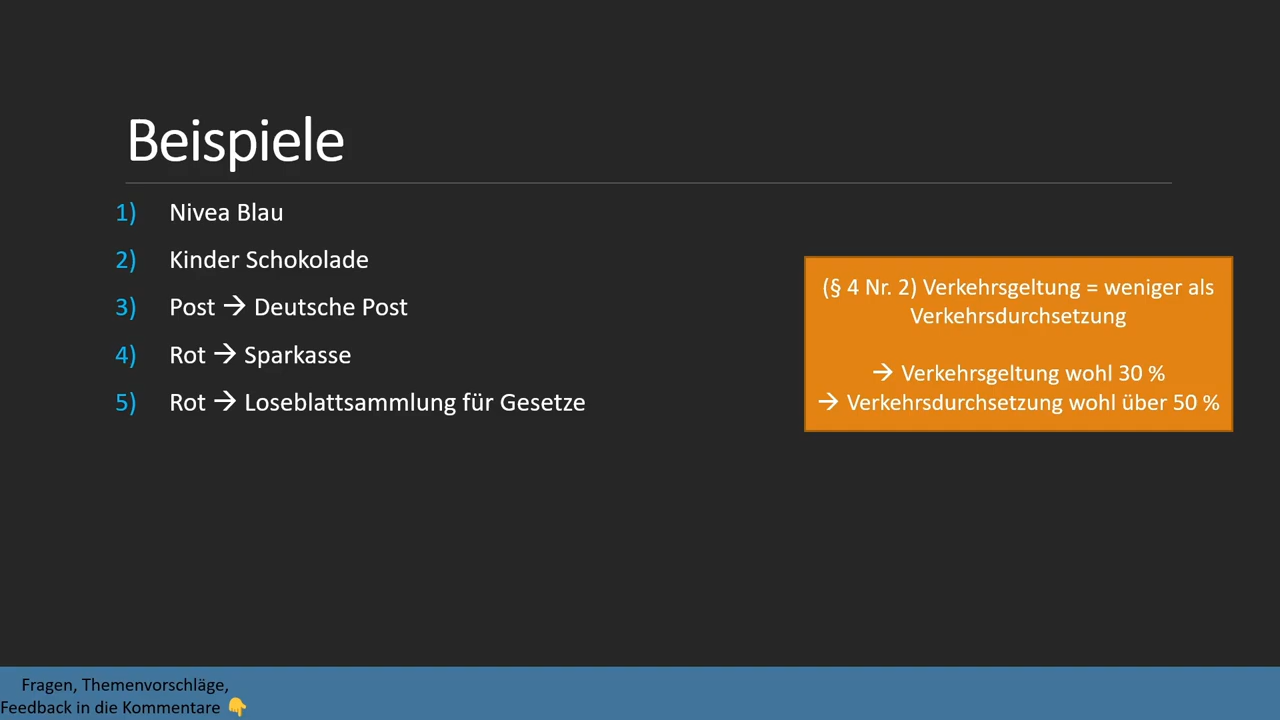 Beispiele
1) Nivea Blau
2) Kinder Schokolade
3) Post → Deutsche Post
4) Rot → Sparkasse
5) Rot → Loseblattsammlung für Gesetze
(§ 4 Nr. 2) Verkehrsgeltung = weniger als
Verkehrsdurchsetzung
→ Verkehrsgeltung wohl 30 %
→ Verkehrsdurchsetzung wohl über 50 %
Fragen, Themenvorschläge,
Feedback in die Kommentare 👇